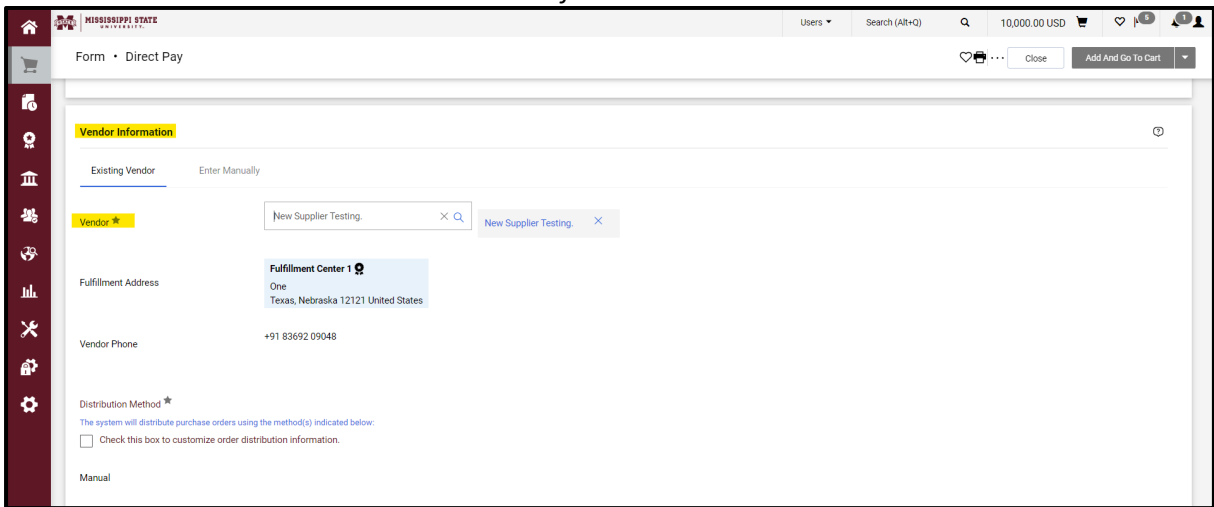 MISSISSIPPI STATE
UNIVERSITY.
Users
Search (Alt+Q)
10,000.00 USD
5
1
Form • Direct Pay
...
Close
Add And Go To Cart
Vendor Information
Existing Vendor
Enter Manually
Vendor ★
New Supplier Testing.
New Supplier Testing.
Fulfillment Address
Fulfillment Center 1
One
Texas, Nebraska 12121 United States
Vendor Phone
+91 83692 09048
Distribution Method ★
The system will distribute purchase orders using the method(s) indicated below:
Check this box to customize order distribution information.
Manual